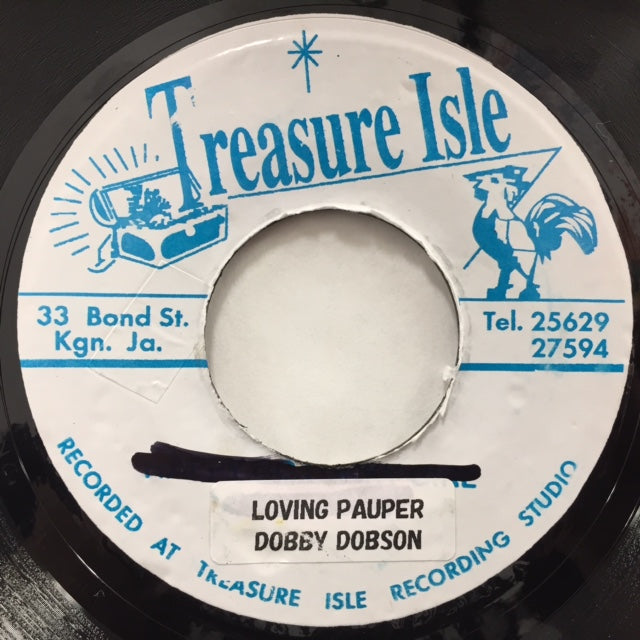 Treasure Isle
33 Bond St.
Kgn. Ja.
Tel. 25629
27594
LOVING PAUPER
DOBBY DOBSON
RECORDED AT TREASURE ISLE RECORDING STUDIO